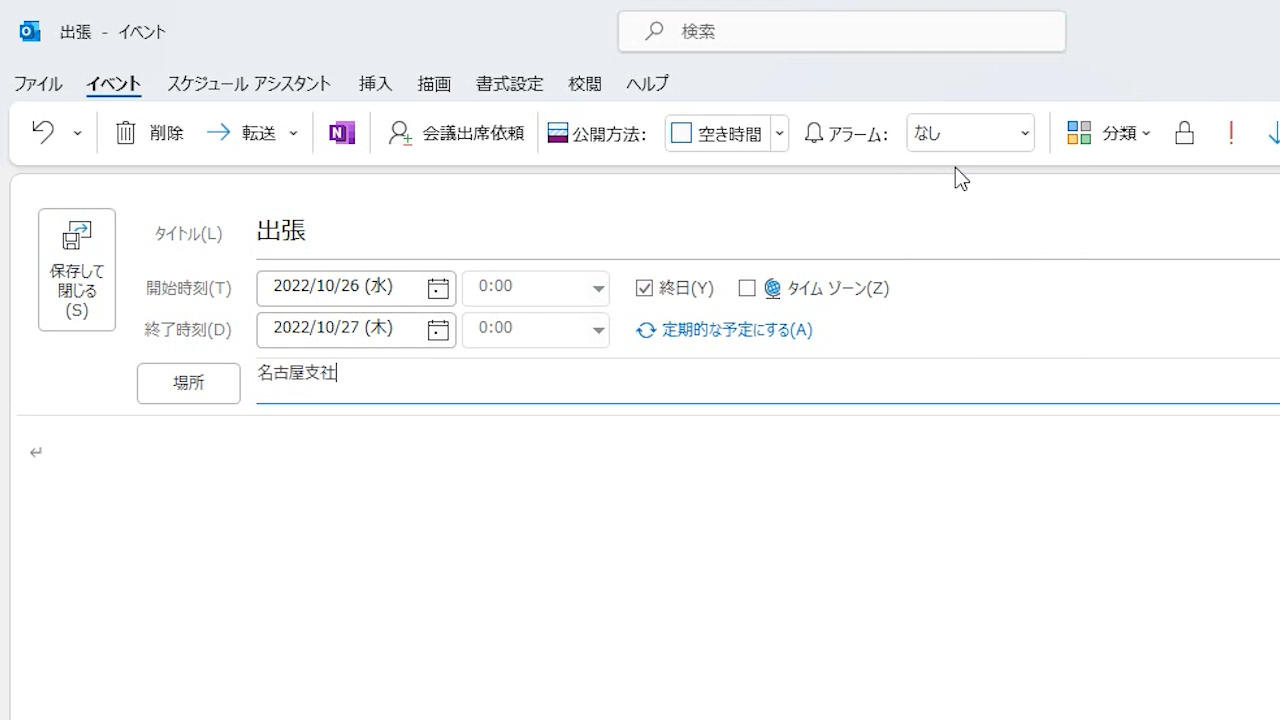 出張 - イベント
検索
ファイル イベント スケジュール アシスタント 挿入 描画 書式設定 校閲 ヘルプ
削除 転送 会議出席依頼 公開方法: 空き時間 アラーム: なし 分類
保存して
閉じる
(S)
タイトル(L) 出張
開始時刻(T) 2022/10/26 (水) 0:00 終日(Y) タイム ゾーン(Z)
終了時刻(D) 2022/10/27 (木) 0:00 定期的な予定にする(A)
場所 名古屋支社